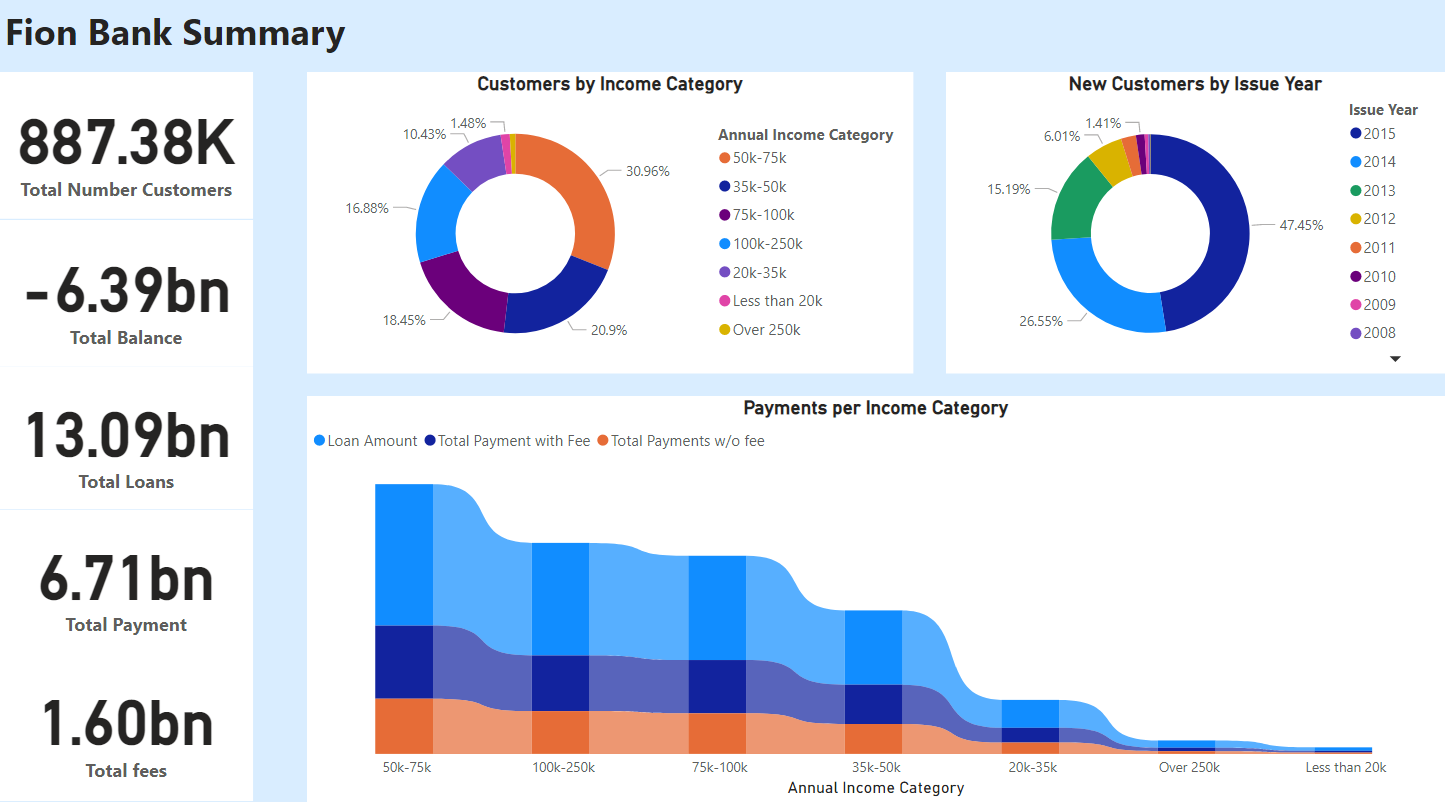 Fion Bank Summary
887.38K
Total Number Customers
-6.39bn
Total Balance
13.09bn
Total Loans
6.71bn
Total Payment
1.60bn
Total fees
Customers by Income Category
1.48%
10.43%
30.96%
16.88%
18.45%
20.9%
Annual Income Category
50k-75k
35k-50k
75k-100k
100k-250k
20k-35k
Less than 20k
Over 250k
New Customers by Issue Year
1.41%
6.01%
15.19%
47.45%
26.55%
Issue Year
2015
2014
2013
2012
2011
2010
2009
2008
Payments per Income Category
Loan Amount Total Payment with Fee Total Payments w/o fee
50k-75k 100k-250k 75k-100k 35k-50k 20k-35k Over 250k Less than 20k
Annual Income Category